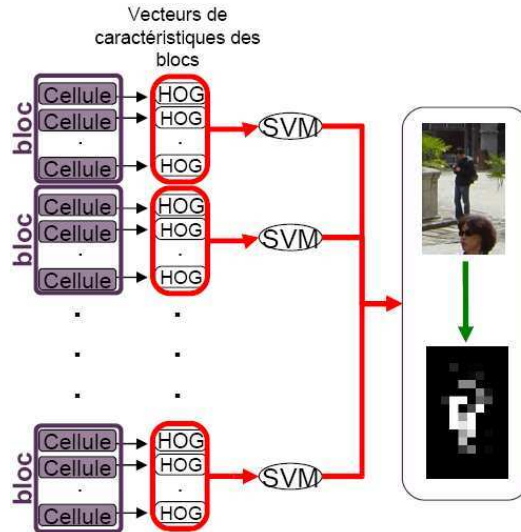 Vecteurs de
caractéristiques des
blocs
bloc
Cellule HOG
Cellule HOG
.
Cellule HOG
SVM
bloc
Cellule HOG
Cellule HOG
.
Cellule HOG
SVM
. .
. .
. .
bloc
Cellule HOG
Cellule HOG
.
Cellule HOG
SVM